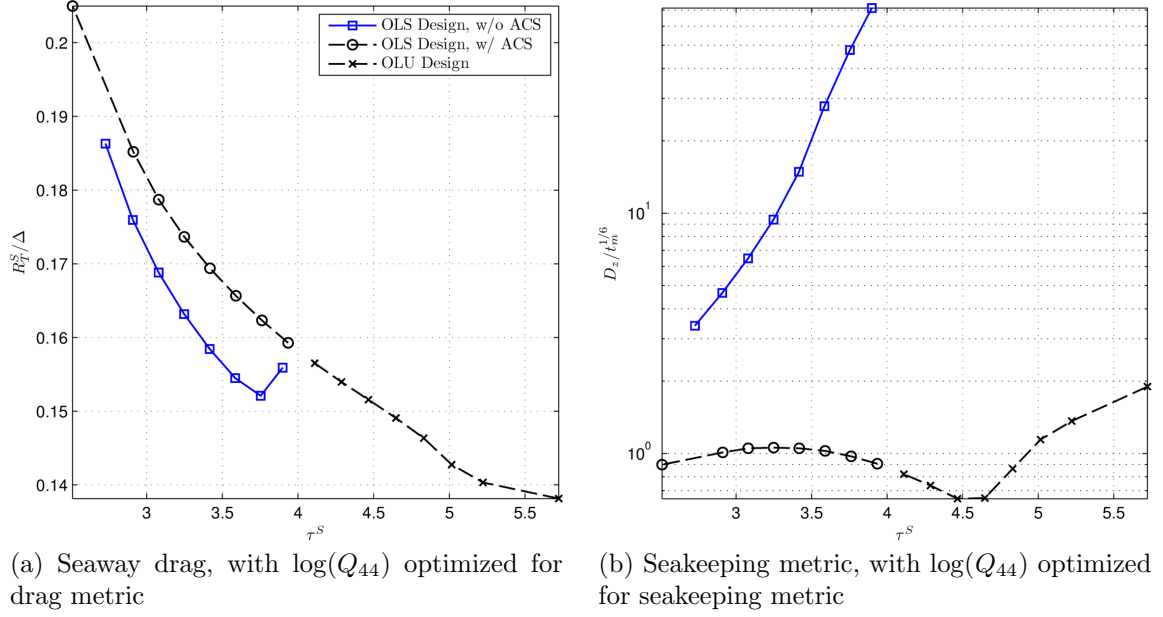 OLS Design, w/o ACS
OLS Design, w/ ACS
OLU Design
0.2
0.19
0.18
0.17
0.16
0.15
0.14
R_T^S/Δ
3 3.5 4 4.5 5 5.5
τ^S
10^1
10^0
D_z/t_m^{1/6}
3 3.5 4 4.5 5 5.5
τ^S
(a) Seaway drag, with log(Q_44) optimized for
drag metric
(b) Seakeeping metric, with log(Q_44) optimized
for seakeeping metric